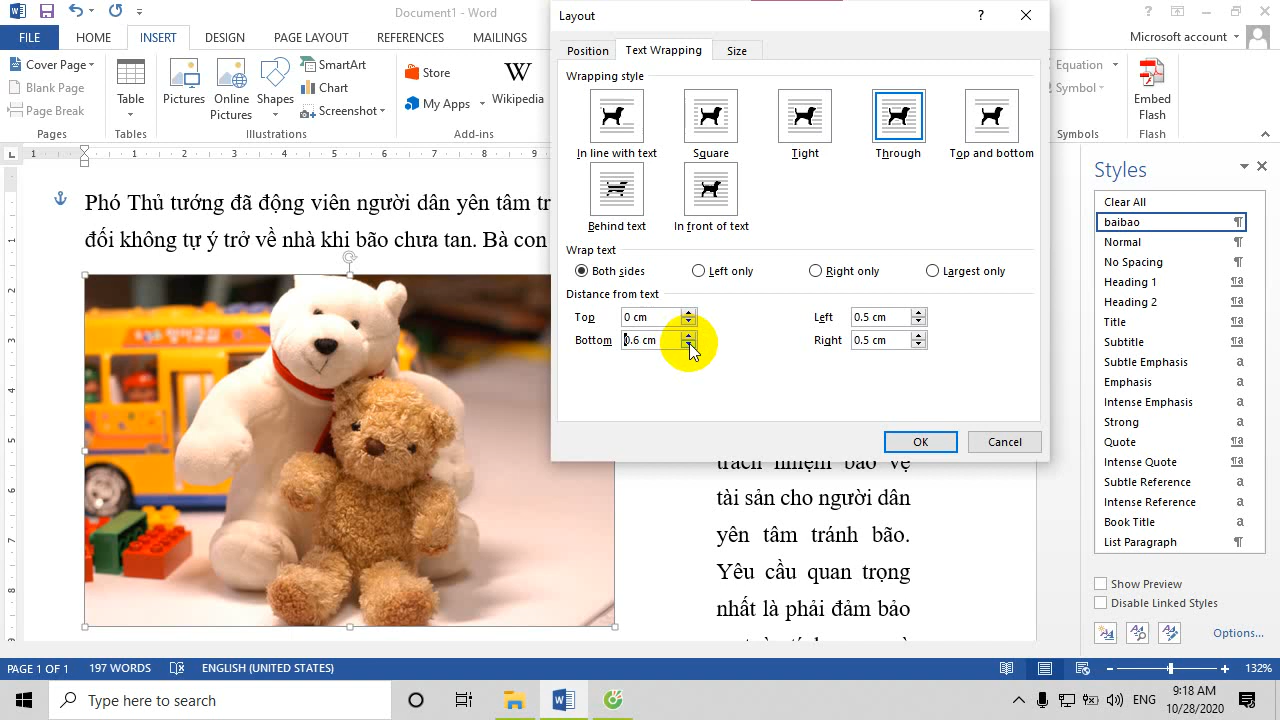 Document1 - Word
Layout
?
FILE
HOME
INSERT
DESIGN
PAGE LAYOUT
REFERENCES
MAILINGS
Microsoft account
Cover Page
Blank Page
Page Break
Pages
Table
Tables
Pictures
Online Pictures
Shapes
SmartArt
Chart
Screenshot
Illustrations
Store
My Apps
Wikipedia
Add-ins
Equation
Symbol
Symbols
Embed Flash
Flash
Position
Text Wrapping
Size
Wrapping style
In line with text
Square
Tight
Through
Top and bottom
Behind text
In front of text
Wrap text
Both sides
Left only
Right only
Largest only
Distance from text
Top
0 cm
Left
0.5 cm
Bottom
0.6 cm
Right
0.5 cm
OK
Cancel
1 1 2 3 4 5 6 7 8 9
Phó Thủ tướng đã động viên người dân yên tâm tr
đối không tự ý trở về nhà khi bão chưa tan. Bà con
trách nhiệm bảo vệ
tài sản cho người dân
yên tâm tránh bão.
Yêu cầu quan trọng
nhất là phải đảm bảo
Styles
Clear All
baibao
Normal
No Spacing
Heading 1
Heading 2
Title
Subtitle
Subtle Emphasis
Emphasis
Intense Emphasis
Strong
Quote
Intense Quote
Subtle Reference
Intense Reference
Book Title
List Paragraph
Show Preview
Disable Linked Styles
Options...
PAGE 1 OF 1
197 WORDS
ENGLISH (UNITED STATES)
132%
Type here to search
ENG
9:18 AM
10/28/2020